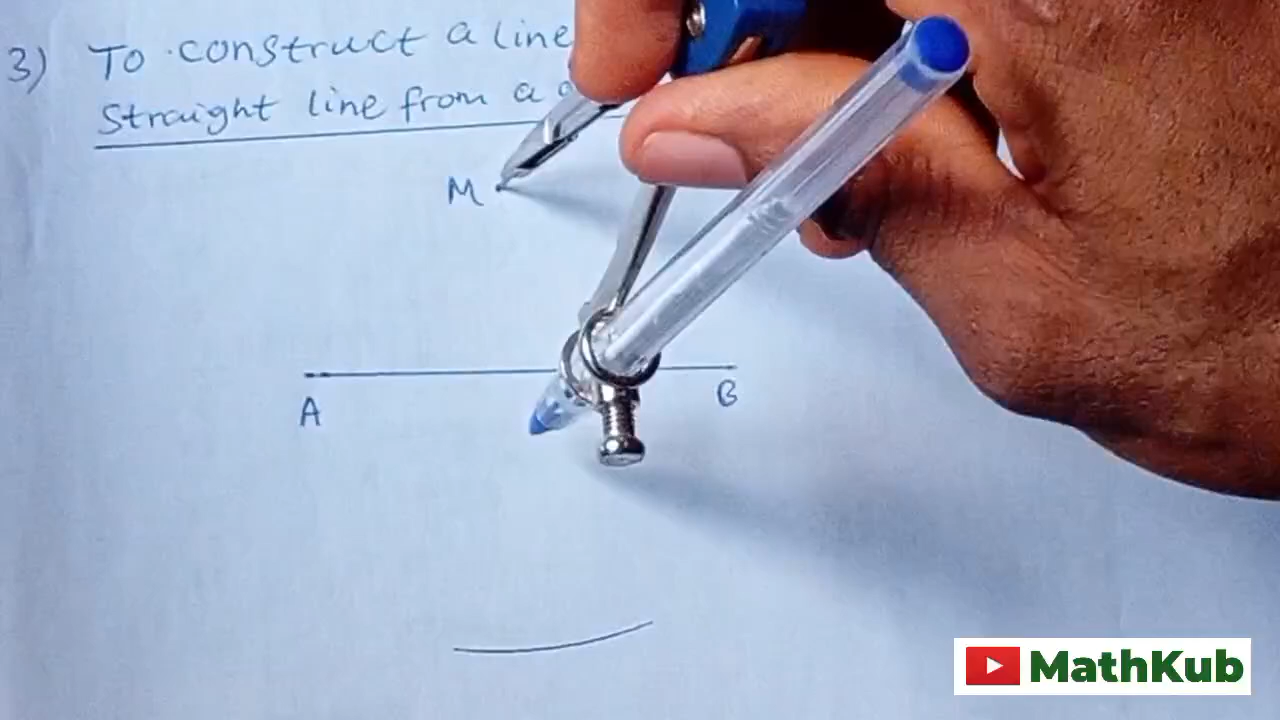 3) To construct a line
straight line from a
M
A
B
MathKub